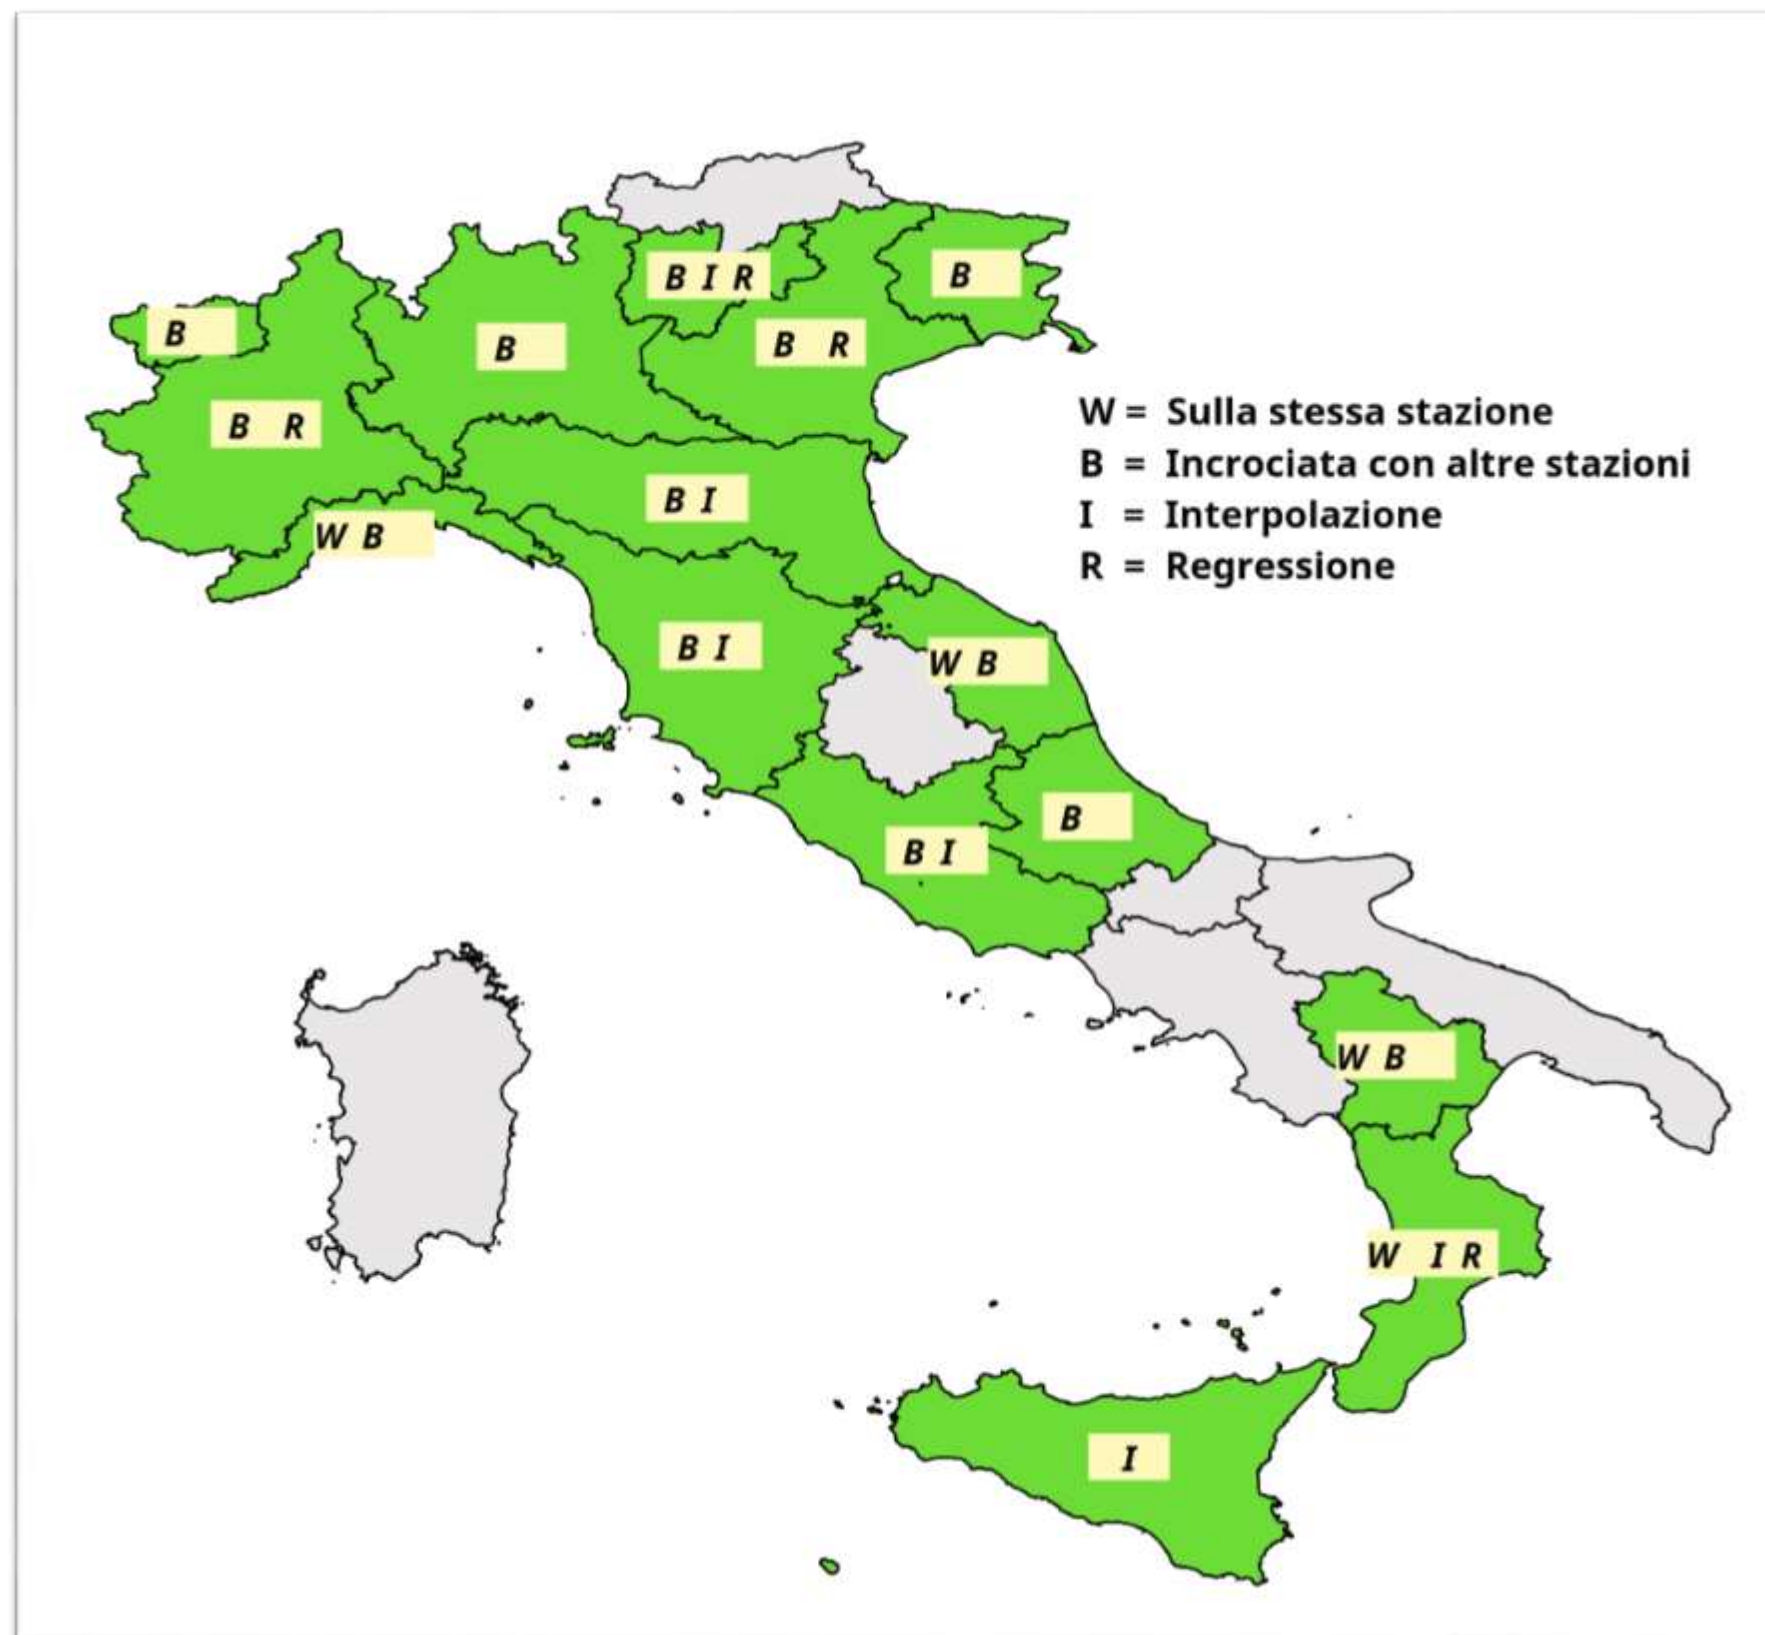 B I R
B
B
B
B R
B R
W = Sulla stessa stazione
B = Incrociata con altre stazioni
I = Interpolazione
R = Regressione
B I
W B
B I
W B
B
B I
W B
W I R
I